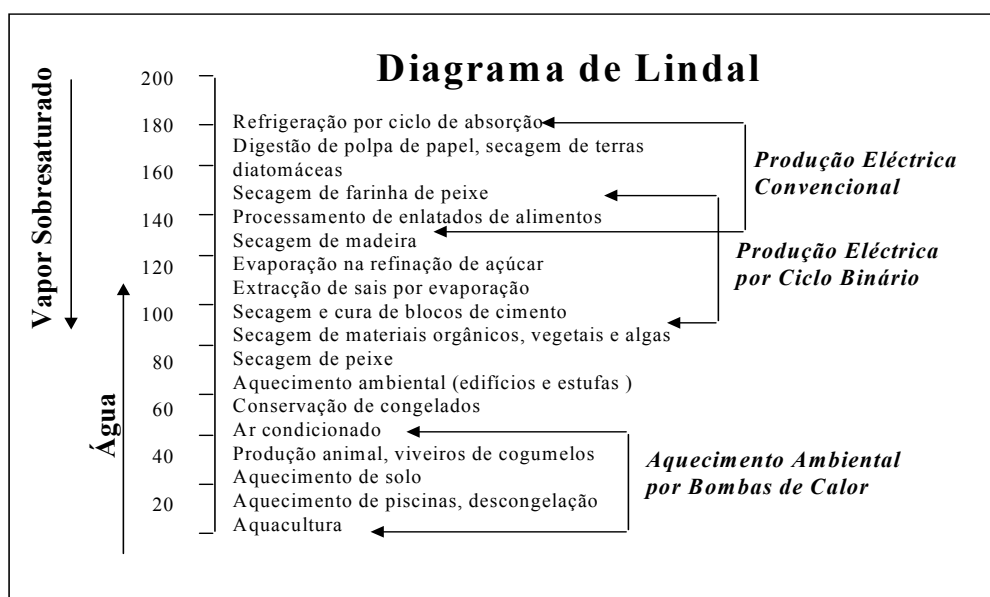 Diagrama de Lindal
Vapor Sobresaturado
Água
200
180
160
140
120
100
80
60
40
20
Refrigeração por ciclo de absorção
Digestão de polpa de papel, secagem de terras
diatomáceas
Secagem de farinha de peixe
Processamento de enlatados de alimentos
Secagem de madeira
Evaporação na refinação de açúcar
Extracção de sais por evaporação
Secagem e cura de blocos de cimento
Secagem de materiais orgânicos, vegetais e algas
Secagem de peixe
Aquecimento ambiental (edifícios e estufas )
Conservação de congelados
Ar condicionado
Produção animal, viveiros de cogumelos
Aquecimento de solo
Aquecimento de piscinas, descongelação
Aquacultura
Produção Eléctrica
Convencional
Produção Eléctrica
por Ciclo Binário
Aquecimento Ambiental
por Bombas de Calor